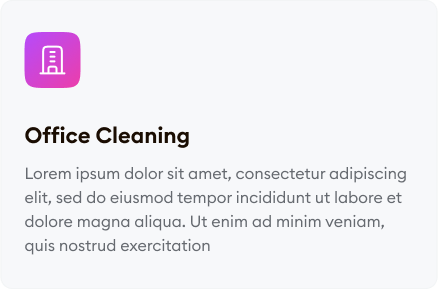 Office Cleaning
Lorem ipsum dolor sit amet, consectetur adipiscing
elit, sed do eiusmod tempor incididunt ut labore et
dolore magna aliqua. Ut enim ad minim veniam,
quis nostrud exercitation